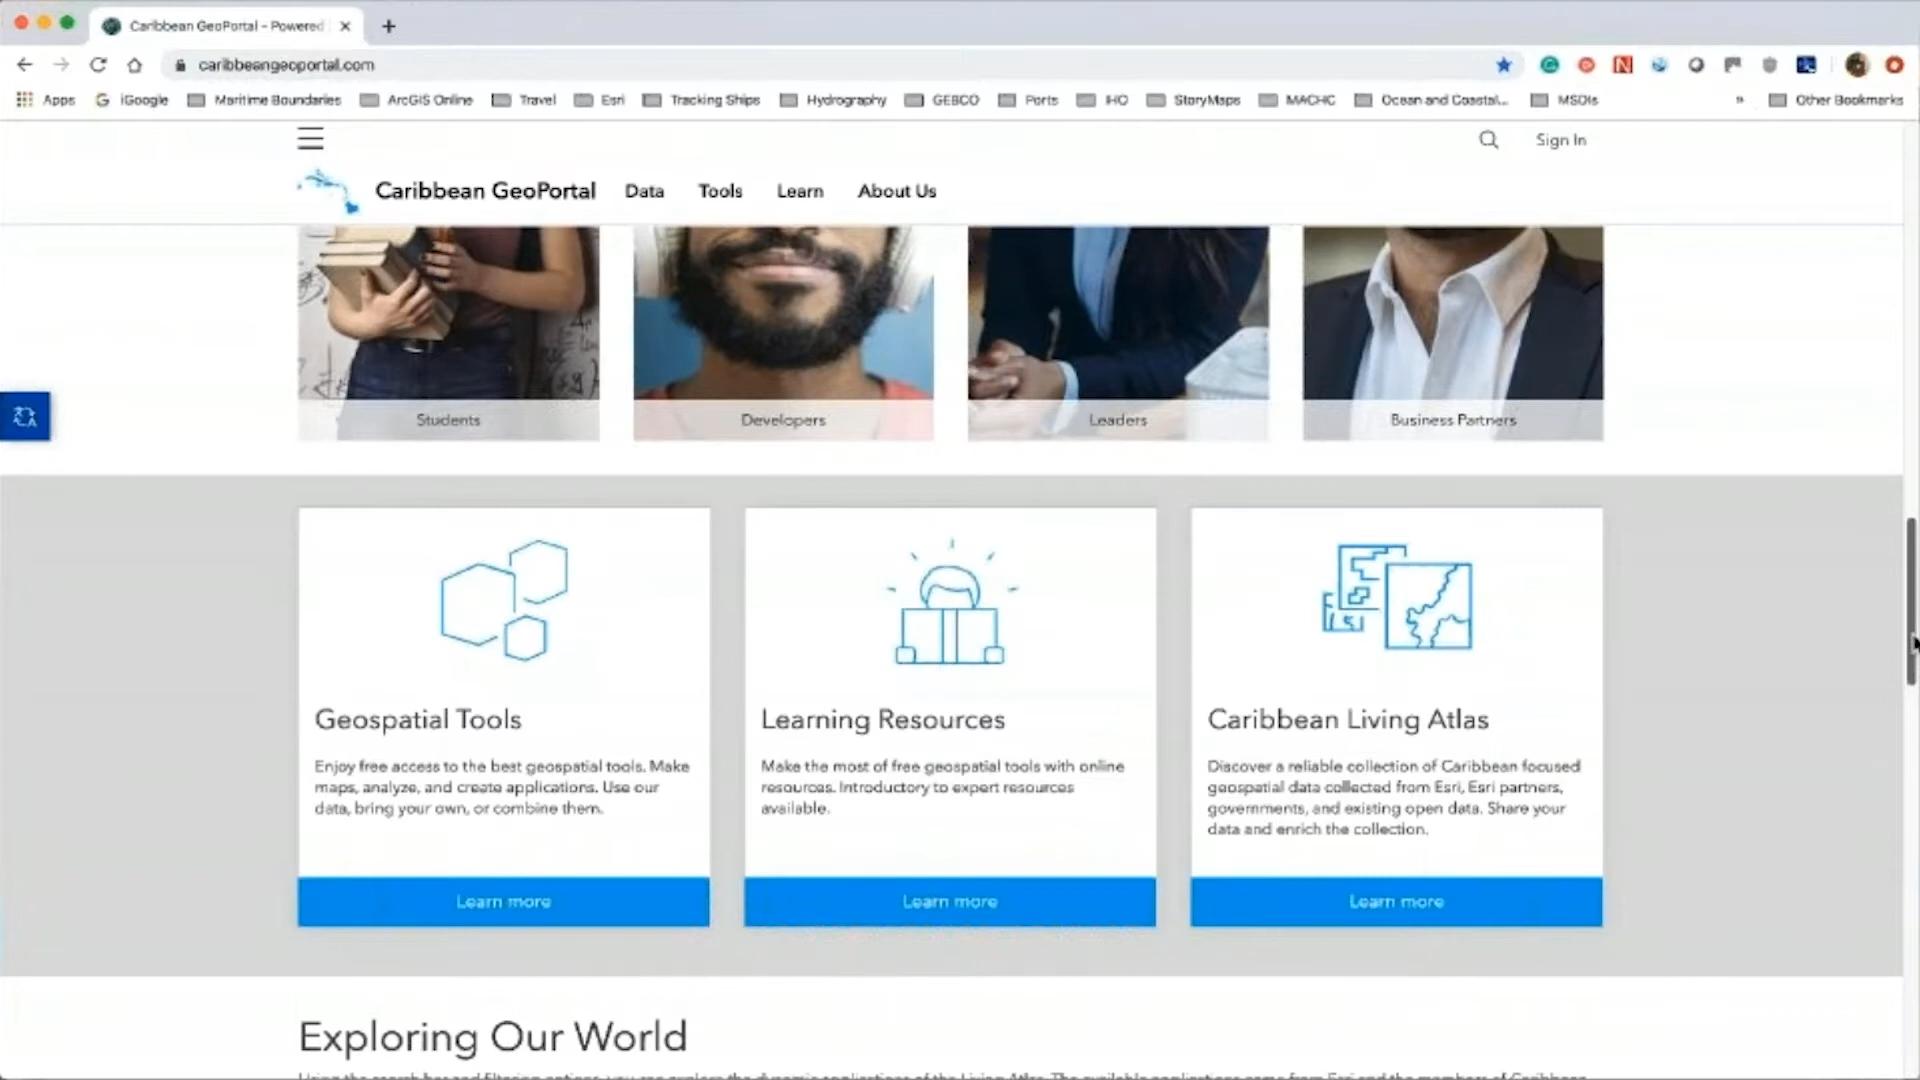 Caribbean GeoPortal - Powered
caribbeangeoportal.com
Apps iGoogle Maritime Boundaries ArcGIS Online Travel Esri Tracking Ships Hydrography GEBCO Ports IHO StoryMaps MACHC Ocean and Coastal... MSDIs » Other Bookmarks
Sign In
Caribbean GeoPortal Data Tools Learn About Us
Students Developers Leaders Business Partners
Geospatial Tools
Enjoy free access to the best geospatial tools. Make
maps, analyze, and create applications. Use our
data, bring your own, or combine them.
Learn more
Learning Resources
Make the most of free geospatial tools with online
resources. Introductory to expert resources
available.
Learn more
Caribbean Living Atlas
Discover a reliable collection of Caribbean focused
geospatial data collected from Esri, Esri partners,
governments, and existing open data. Share your
data and enrich the collection.
Learn more
Exploring Our World